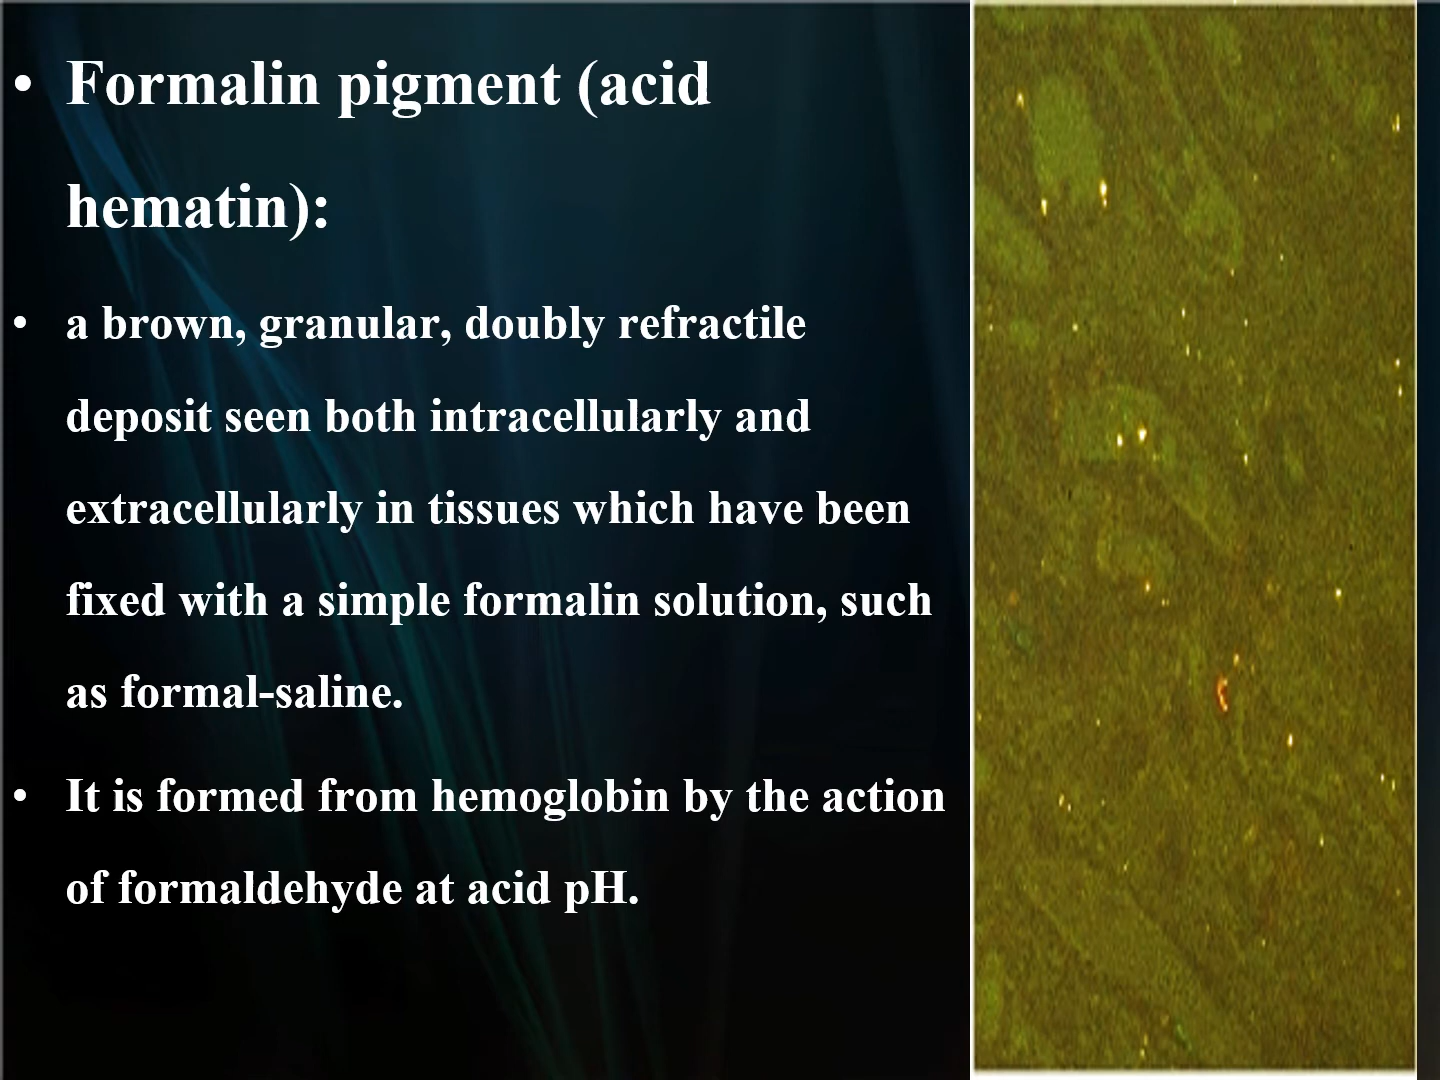 • Formalin pigment (acid
hematin):
• a brown, granular, doubly refractile
deposit seen both intracellularly and
extracellularly in tissues which have been
fixed with a simple formalin solution, such
as formal-saline.
• It is formed from hemoglobin by the action
of formaldehyde at acid pH.